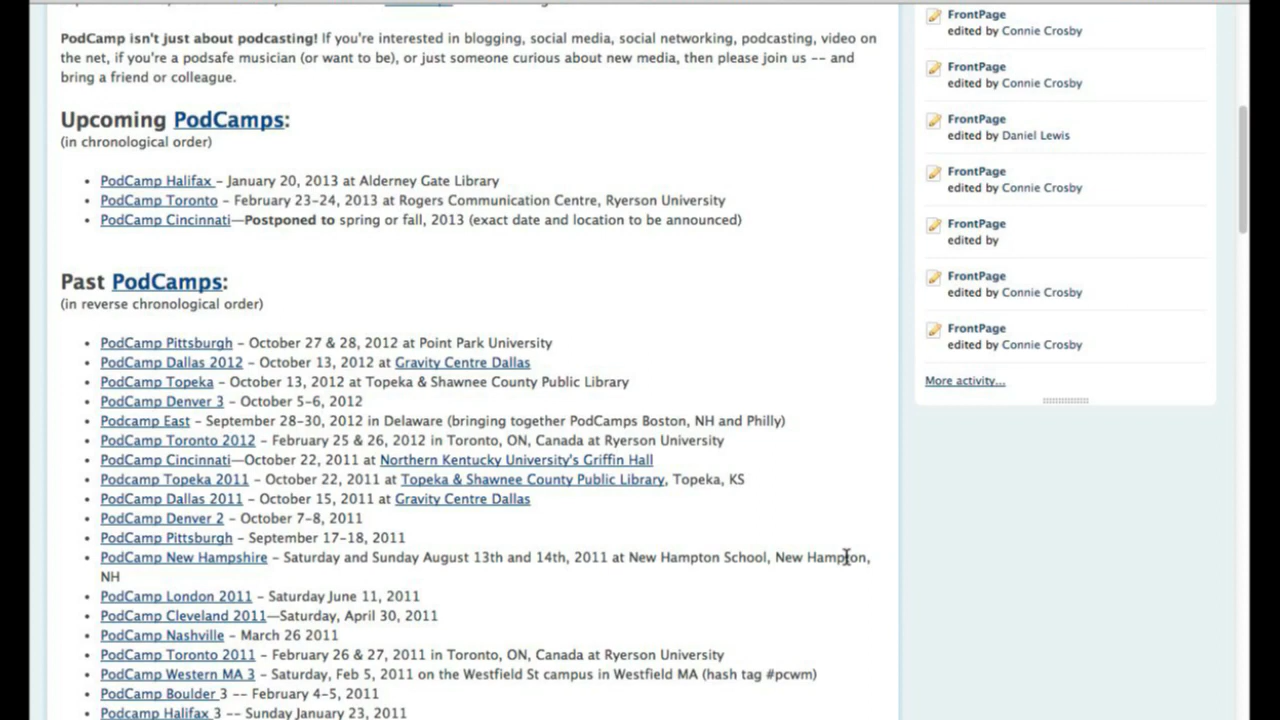 PodCamp isn't just about podcasting! If you're interested in blogging, social media, social networking, podcasting, video on
the net, if you're a podsafe musician (or want to be), or just someone curious about new media, then please join us -- and
bring a friend or colleague.
Upcoming PodCamps:
(in chronological order)
• PodCamp Halifax - January 20, 2013 at Alderney Gate Library
• PodCamp Toronto - February 23-24, 2013 at Rogers Communication Centre, Ryerson University
• PodCamp Cincinnati—Postponed to spring or fall, 2013 (exact date and location to be announced)
Past PodCamps:
(in reverse chronological order)
• PodCamp Pittsburgh - October 27 & 28, 2012 at Point Park University
• PodCamp Dallas 2012 - October 13, 2012 at Gravity Centre Dallas
• PodCamp Topeka - October 13, 2012 at Topeka & Shawnee County Public Library
• PodCamp Denver 3 - October 5-6, 2012
• Podcamp East - September 28-30, 2012 in Delaware (bringing together PodCamps Boston, NH and Philly)
• PodCamp Toronto 2012 - February 25 & 26, 2012 in Toronto, ON, Canada at Ryerson University
• PodCamp Cincinnati—October 22, 2011 at Northern Kentucky University's Griffin Hall
• Podcamp Topeka 2011 - October 22, 2011 at Topeka & Shawnee County Public Library, Topeka, KS
• PodCamp Dallas 2011 - October 15, 2011 at Gravity Centre Dallas
• PodCamp Denver 2 - October 7-8, 2011
• PodCamp Pittsburgh - September 17-18, 2011
• PodCamp New Hampshire - Saturday and Sunday August 13th and 14th, 2011 at New Hampton School, New Hampton,
NH
• PodCamp London 2011 - Saturday June 11, 2011
• PodCamp Cleveland 2011—Saturday, April 30, 2011
• PodCamp Nashville - March 26 2011
• PodCamp Toronto 2011 - February 26 & 27, 2011 in Toronto, ON, Canada at Ryerson University
• PodCamp Western MA 3 - Saturday, Feb 5, 2011 on the Westfield St campus in Westfield MA (hash tag #pcwm)
• PodCamp Boulder 3 -- February 4-5, 2011
• Podcamp Halifax 3 -- Sunday January 23, 2011
FrontPage
edited by Connie Crosby
FrontPage
edited by Connie Crosby
FrontPage
edited by Daniel Lewis
FrontPage
edited by Connie Crosby
FrontPage
edited by
FrontPage
edited by Connie Crosby
FrontPage
edited by Connie Crosby
More activity...